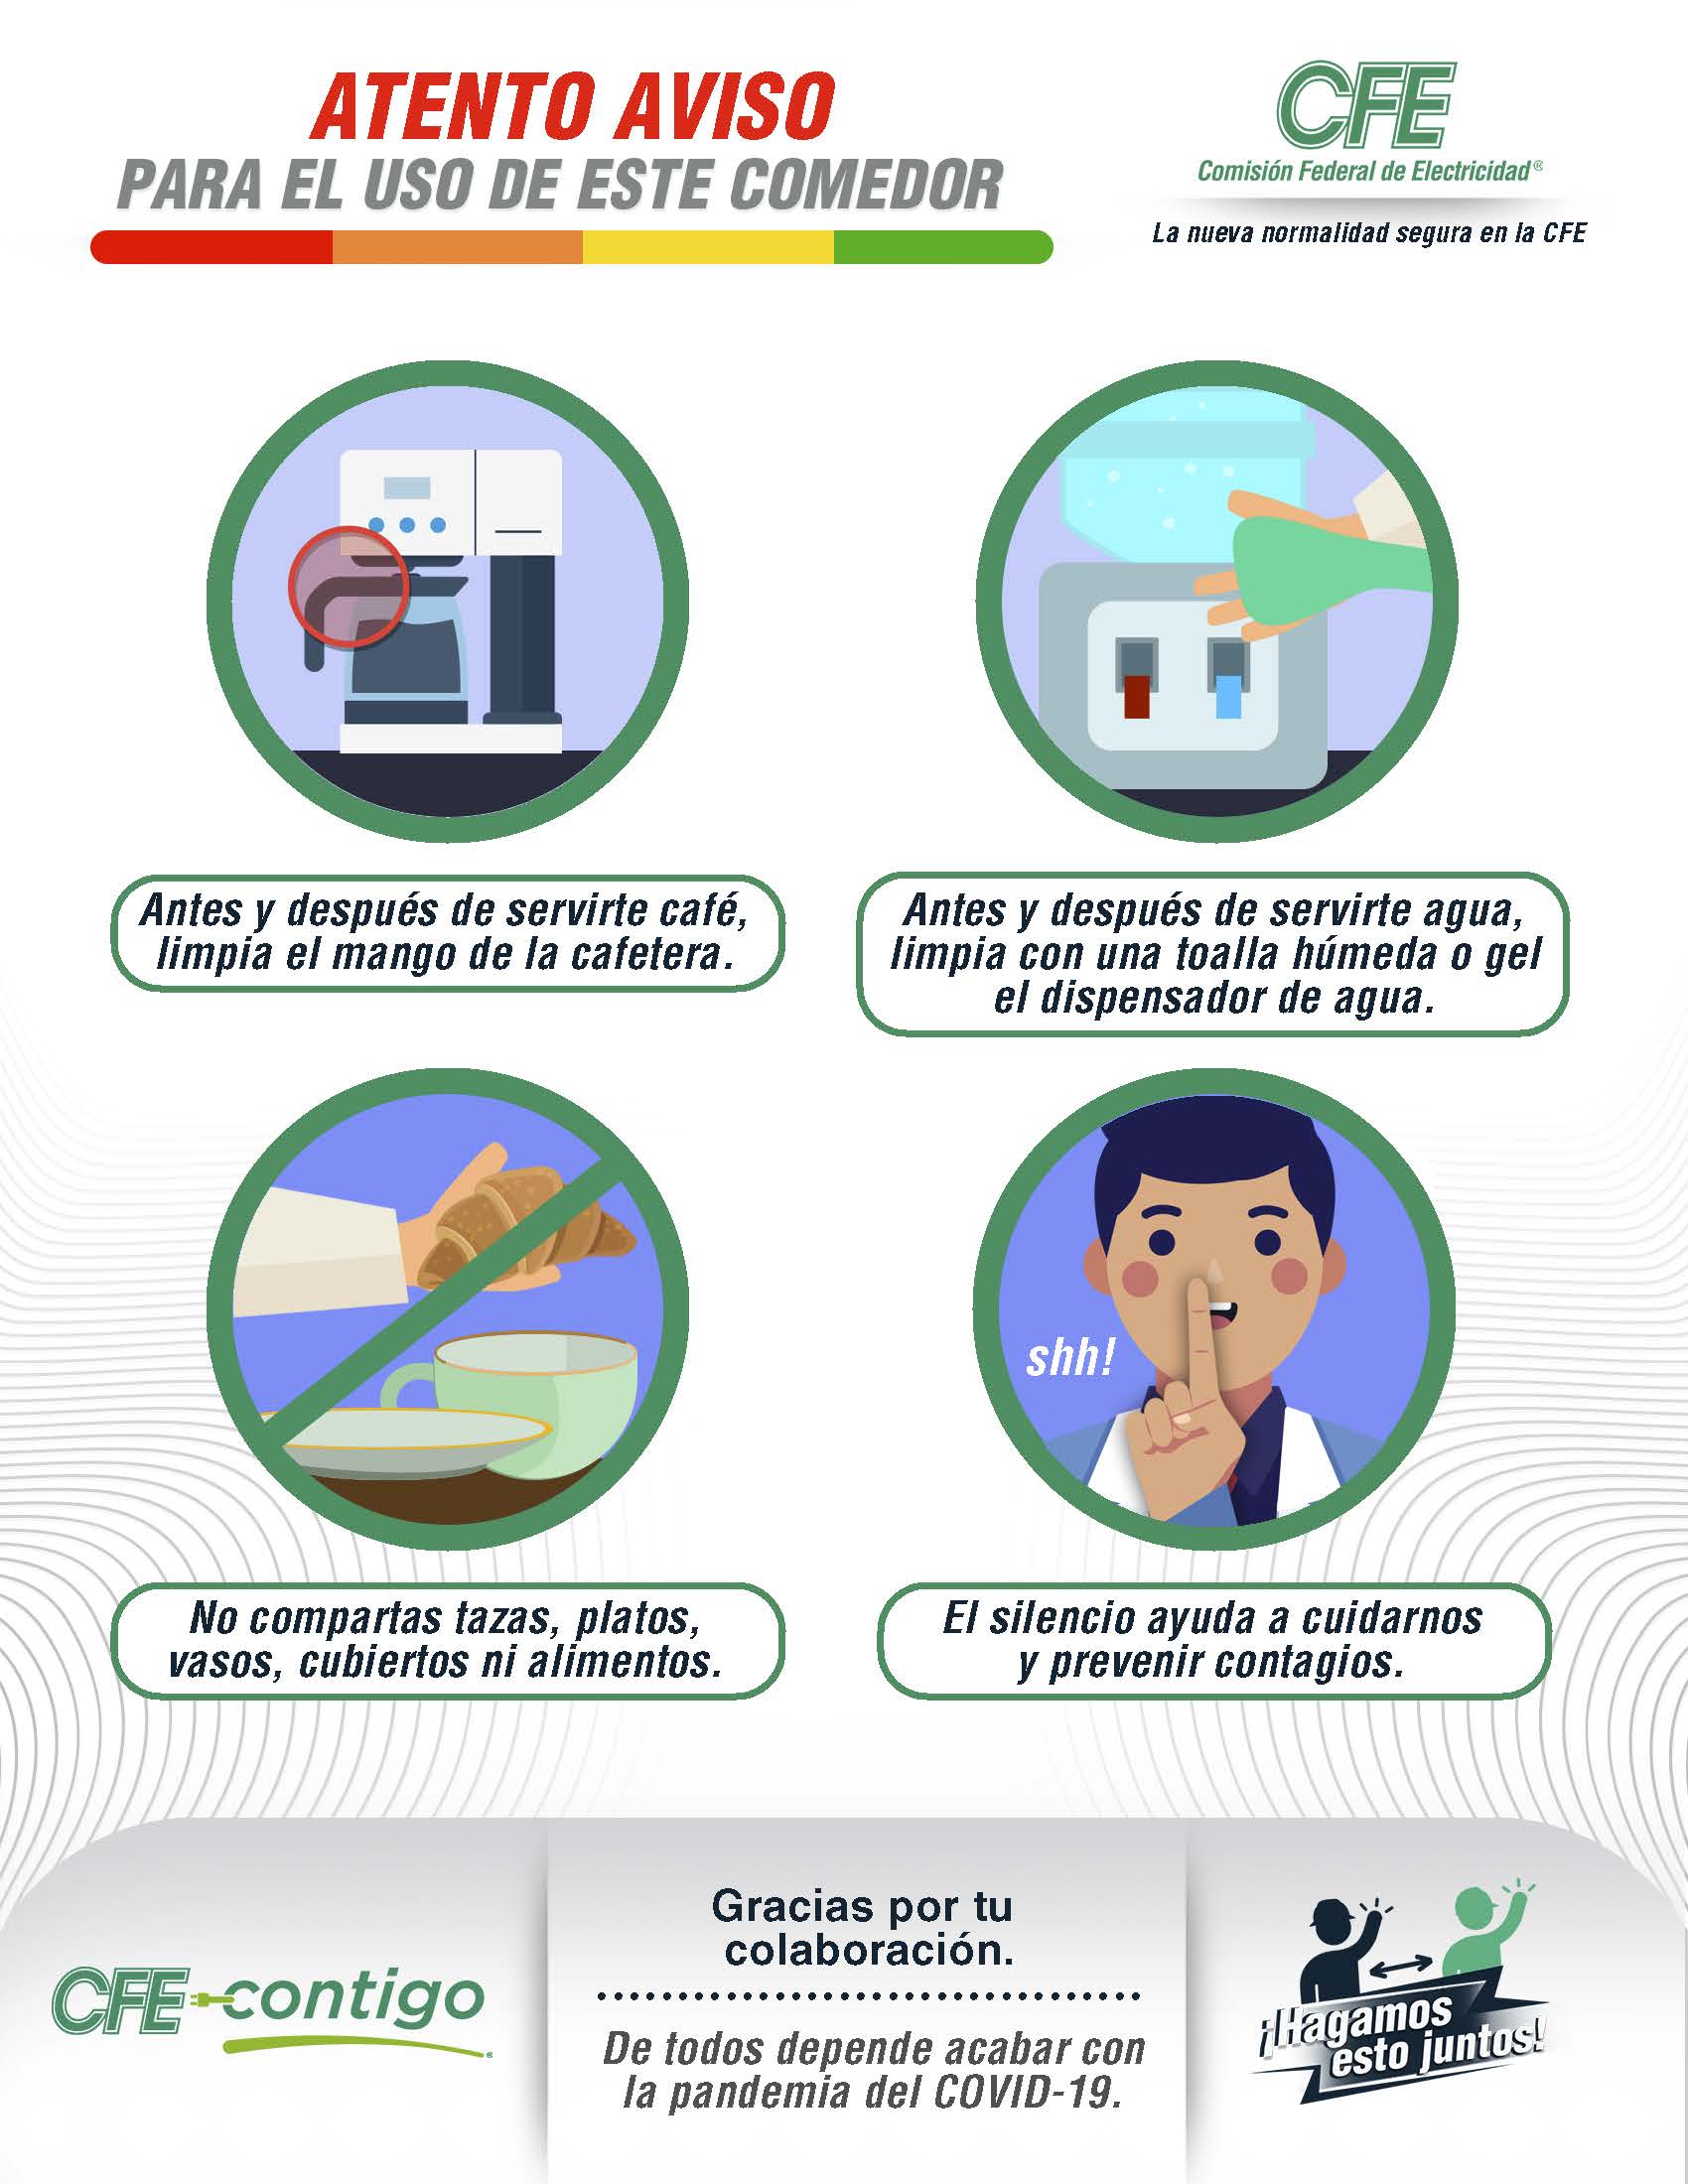 ATENTO AVISO
PARA EL USO DE ESTE COMEDOR
CFE
Comisión Federal de Electricidad®
La nueva normalidad segura en la CFE
Antes y después de servirte café,
limpia el mango de la cafetera.
Antes y después de servirte agua,
limpia con una toalla húmeda o gel
el dispensador de agua.
shh!
No compartas tazas, platos,
vasos, cubiertos ni alimentos.
El silencio ayuda a cuidarnos
y prevenir contagios.
CFE contigo®
Gracias por tu
colaboración.
De todos depende acabar con
la pandemia del COVID-19.
¡Hagamos
esto juntos!